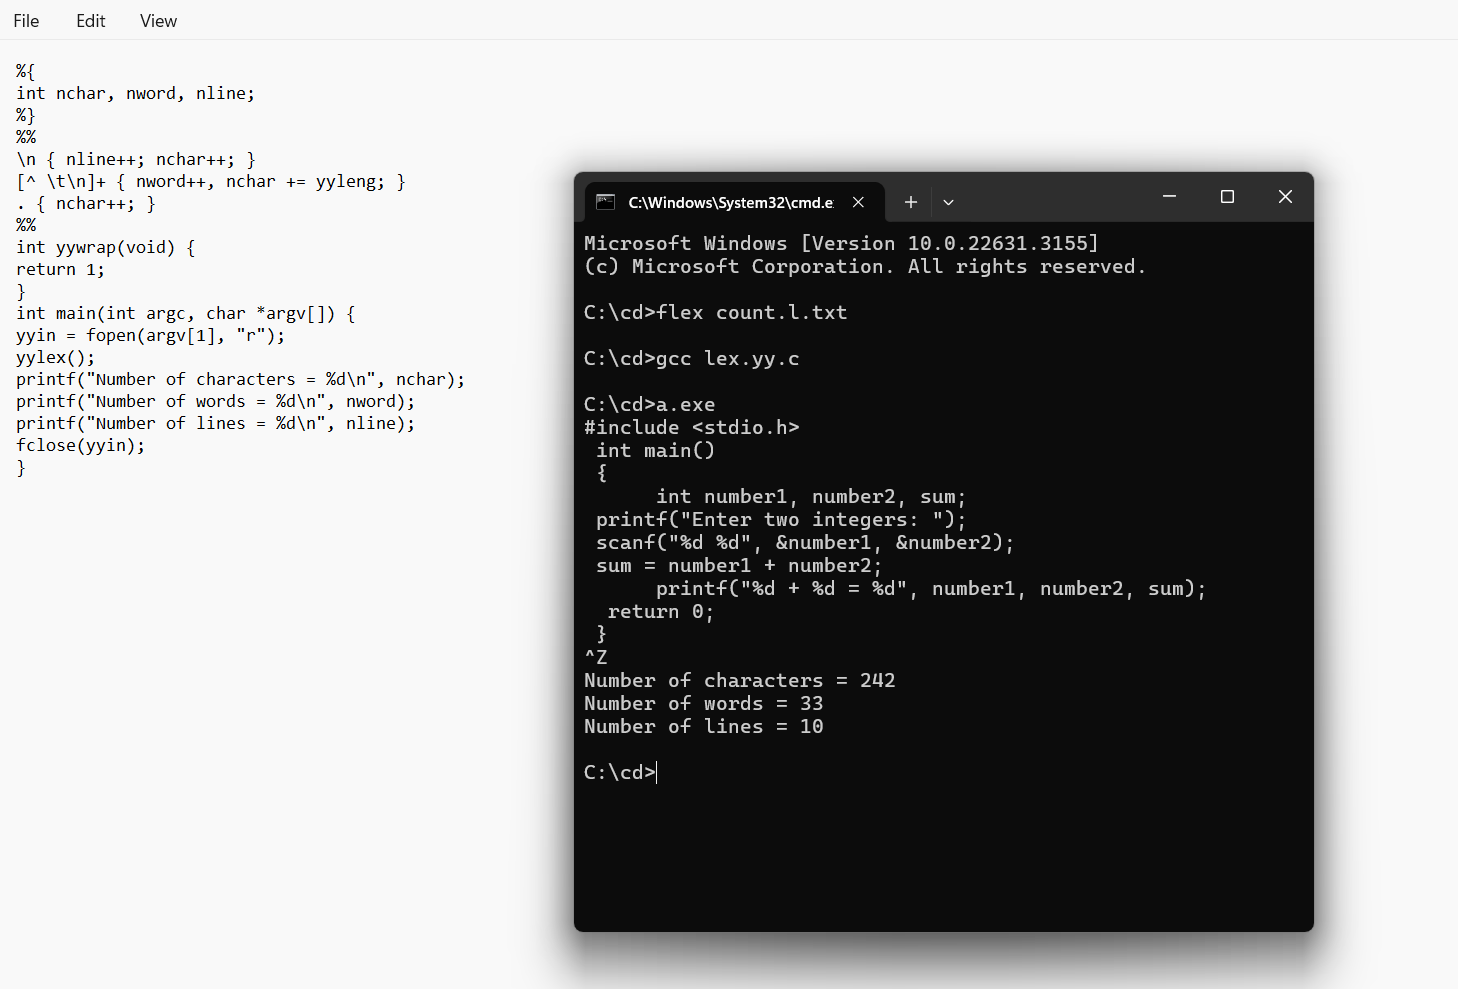 File Edit View
%{
int nchar, nword, nline;
%}
%%
\n { nline++; nchar++; }
[^ \t\n]+ { nword++, nchar += yyleng; }
. { nchar++; }
%%
int yywrap(void) {
return 1;
}
int main(int argc, char *argv[]) {
yyin = fopen(argv[1], "r");
yylex();
printf("Number of characters = %d\n", nchar);
printf("Number of words = %d\n", nword);
printf("Number of lines = %d\n", nline);
fclose(yyin);
}
C:\Windows\System32\cmd.e
Microsoft Windows [Version 10.0.22631.3155]
(c) Microsoft Corporation. All rights reserved.
C:\cd>flex count.l.txt
C:\cd>gcc lex.yy.c
C:\cd>a.exe
#include <stdio.h>
int main()
{
int number1, number2, sum;
printf("Enter two integers: ");
scanf("%d %d", &number1, &number2);
sum = number1 + number2;
printf("%d + %d = %d", number1, number2, sum);
return 0;
}
^Z
Number of characters = 242
Number of words = 33
Number of lines = 10
C:\cd>